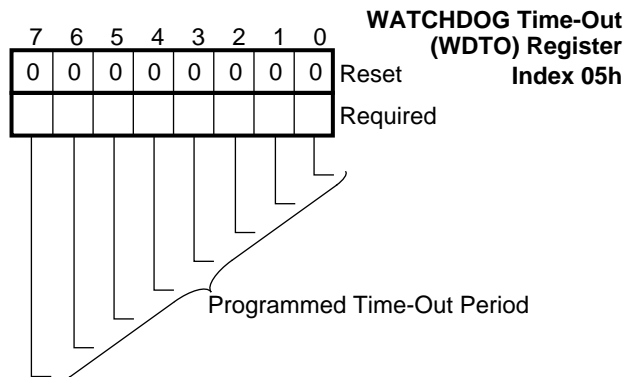 WATCHDOG Time-Out
(WDTO) Register
Index 05h
7 6 5 4 3 2 1 0
0 0 0 0 0 0 0 0 Reset
Required
Programmed Time-Out Period